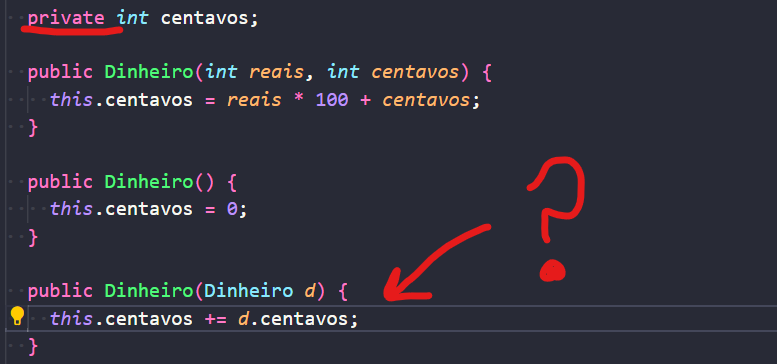 private int centavos;
public Dinheiro(int reais, int centavos) {
this.centavos = reais * 100 + centavos;
}
public Dinheiro() {
this.centavos = 0;
}
?
public Dinheiro(Dinheiro d) {
this.centavos += d.centavos;
}